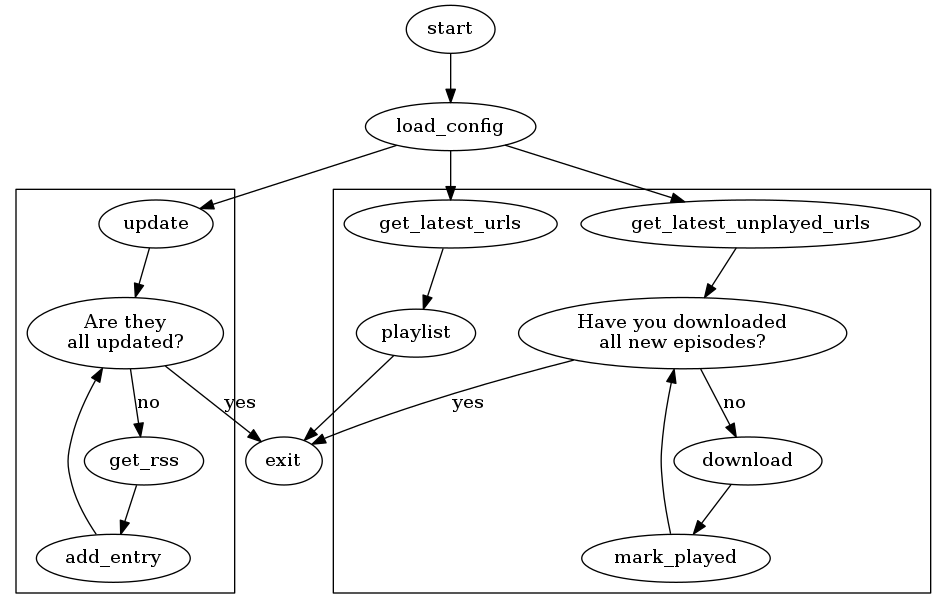 start
load_config
update
get_latest_urls
get_latest_unplayed_urls
Are they
all updated?
playlist
Have you downloaded
all new episodes?
no
yes
yes
no
get_rss
exit
download
add_entry
mark_played